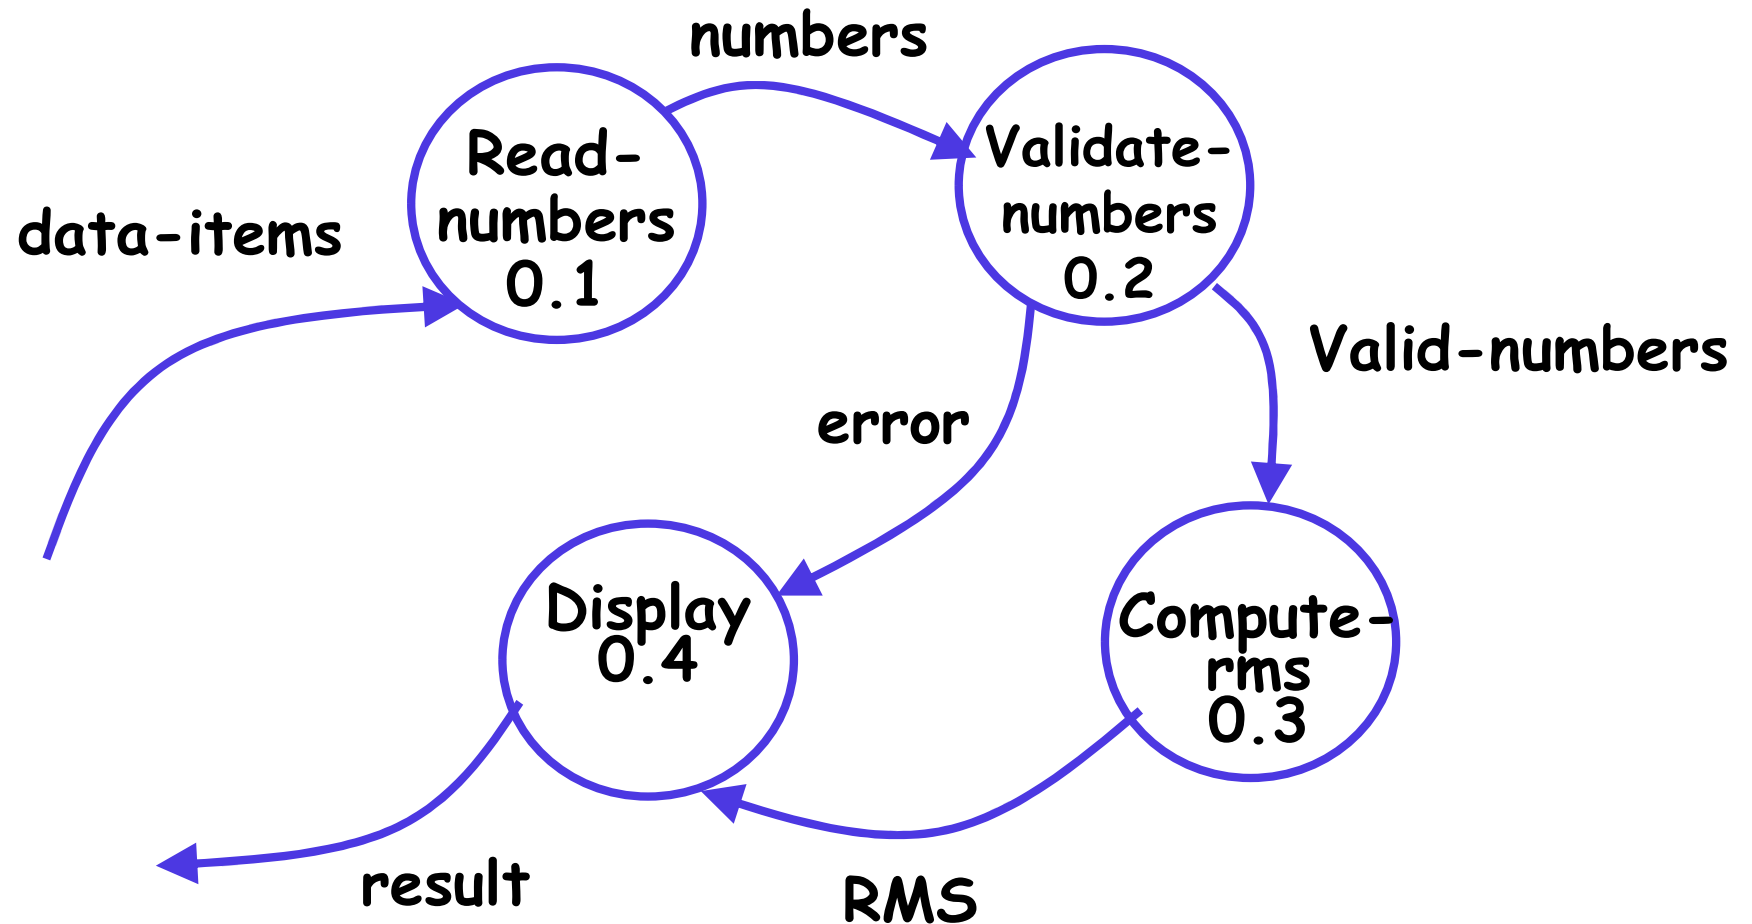 numbers
Read-
numbers
0.1
Validate-
numbers
0.2
data-items
Valid-numbers
error
Display
0.4
Compute-
rms
0.3
result
RMS